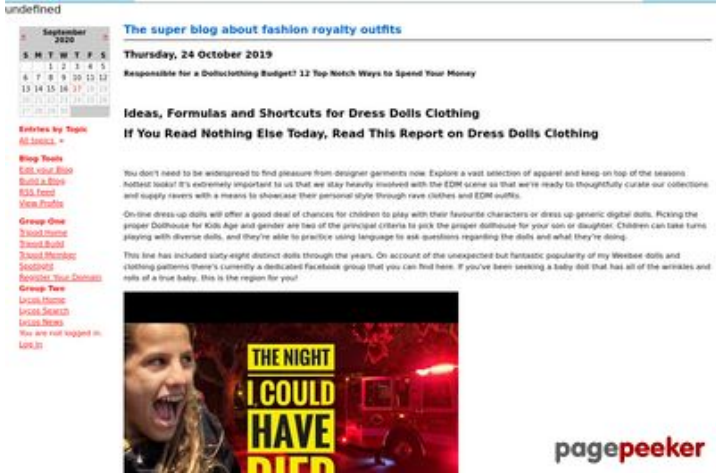 undefined
« September 2020 »
S M T W T F S
1 2 3 4 5
6 7 8 9 10 11 12
13 14 15 16 17 18 19
20 21 22 23 24 25 26
27 28 29 30
Entries by Topic
All topics «
Blog Tools
Edit your Blog
Build a Blog
RSS Feed
View Profile
Group One
Tripod Home
Tripod Build
Tripod Member
Spotlight
Register Your Domain
Group Two
Lycos Home
Lycos Search
Lycos News
You are not logged in.
Log in
The super blog about fashion royalty outfits
Thursday, 24 October 2019
Responsible for a Dollsclothing Budget? 12 Top Notch Ways to Spend Your Money
Ideas, Formulas and Shortcuts for Dress Dolls Clothing
If You Read Nothing Else Today, Read This Report on Dress Dolls Clothing
You don't need to be widespread to find pleasure from designer garments now. Explore a vast selection of apparel and keep on top of the seasons
hottest looks! It's extremely important to us that we stay heavily involved with the EDM scene so that we're ready to thoughtfully curate our collections
and supply ravers with a means to showcase their personal style through rave clothes and EDM outfits.
On-line dress-up dolls will offer a good deal of chances for children to play with their favourite characters or dress up generic digital dolls. Picking the
proper Dollhouse for Kids Age and gender are two of the principal criteria to pick the proper dollhouse for your son or daughter. Children can take turns
playing with diverse dolls, and they're able to practice using language to ask questions regarding the dolls and what they're doing.
This line has included sixty-eight distinct dolls through the years. On account of the unexpected but fantastic popularity of my Weebee dolls and
clothing patterns there's currently a dedicated Facebook group that you can find here. If you've been seeking a baby doll that has all of the wrinkles and
rolls of a true baby, this is the region for you!
THE NIGHT
I COULD
HAVE
DIED
pagepeeker